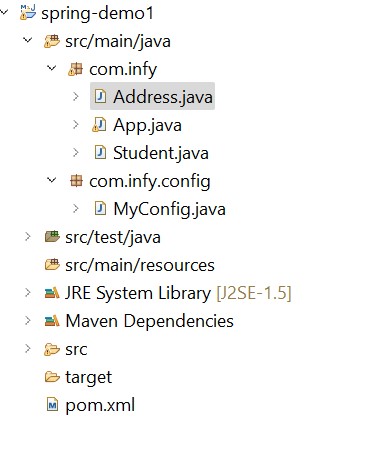 spring-demo1
src/main/java
com.infy
Address.java
App.java
Student.java
com.infy.config
MyConfig.java
src/test/java
src/main/resources
JRE System Library [J2SE-1.5]
Maven Dependencies
src
target
pom.xml